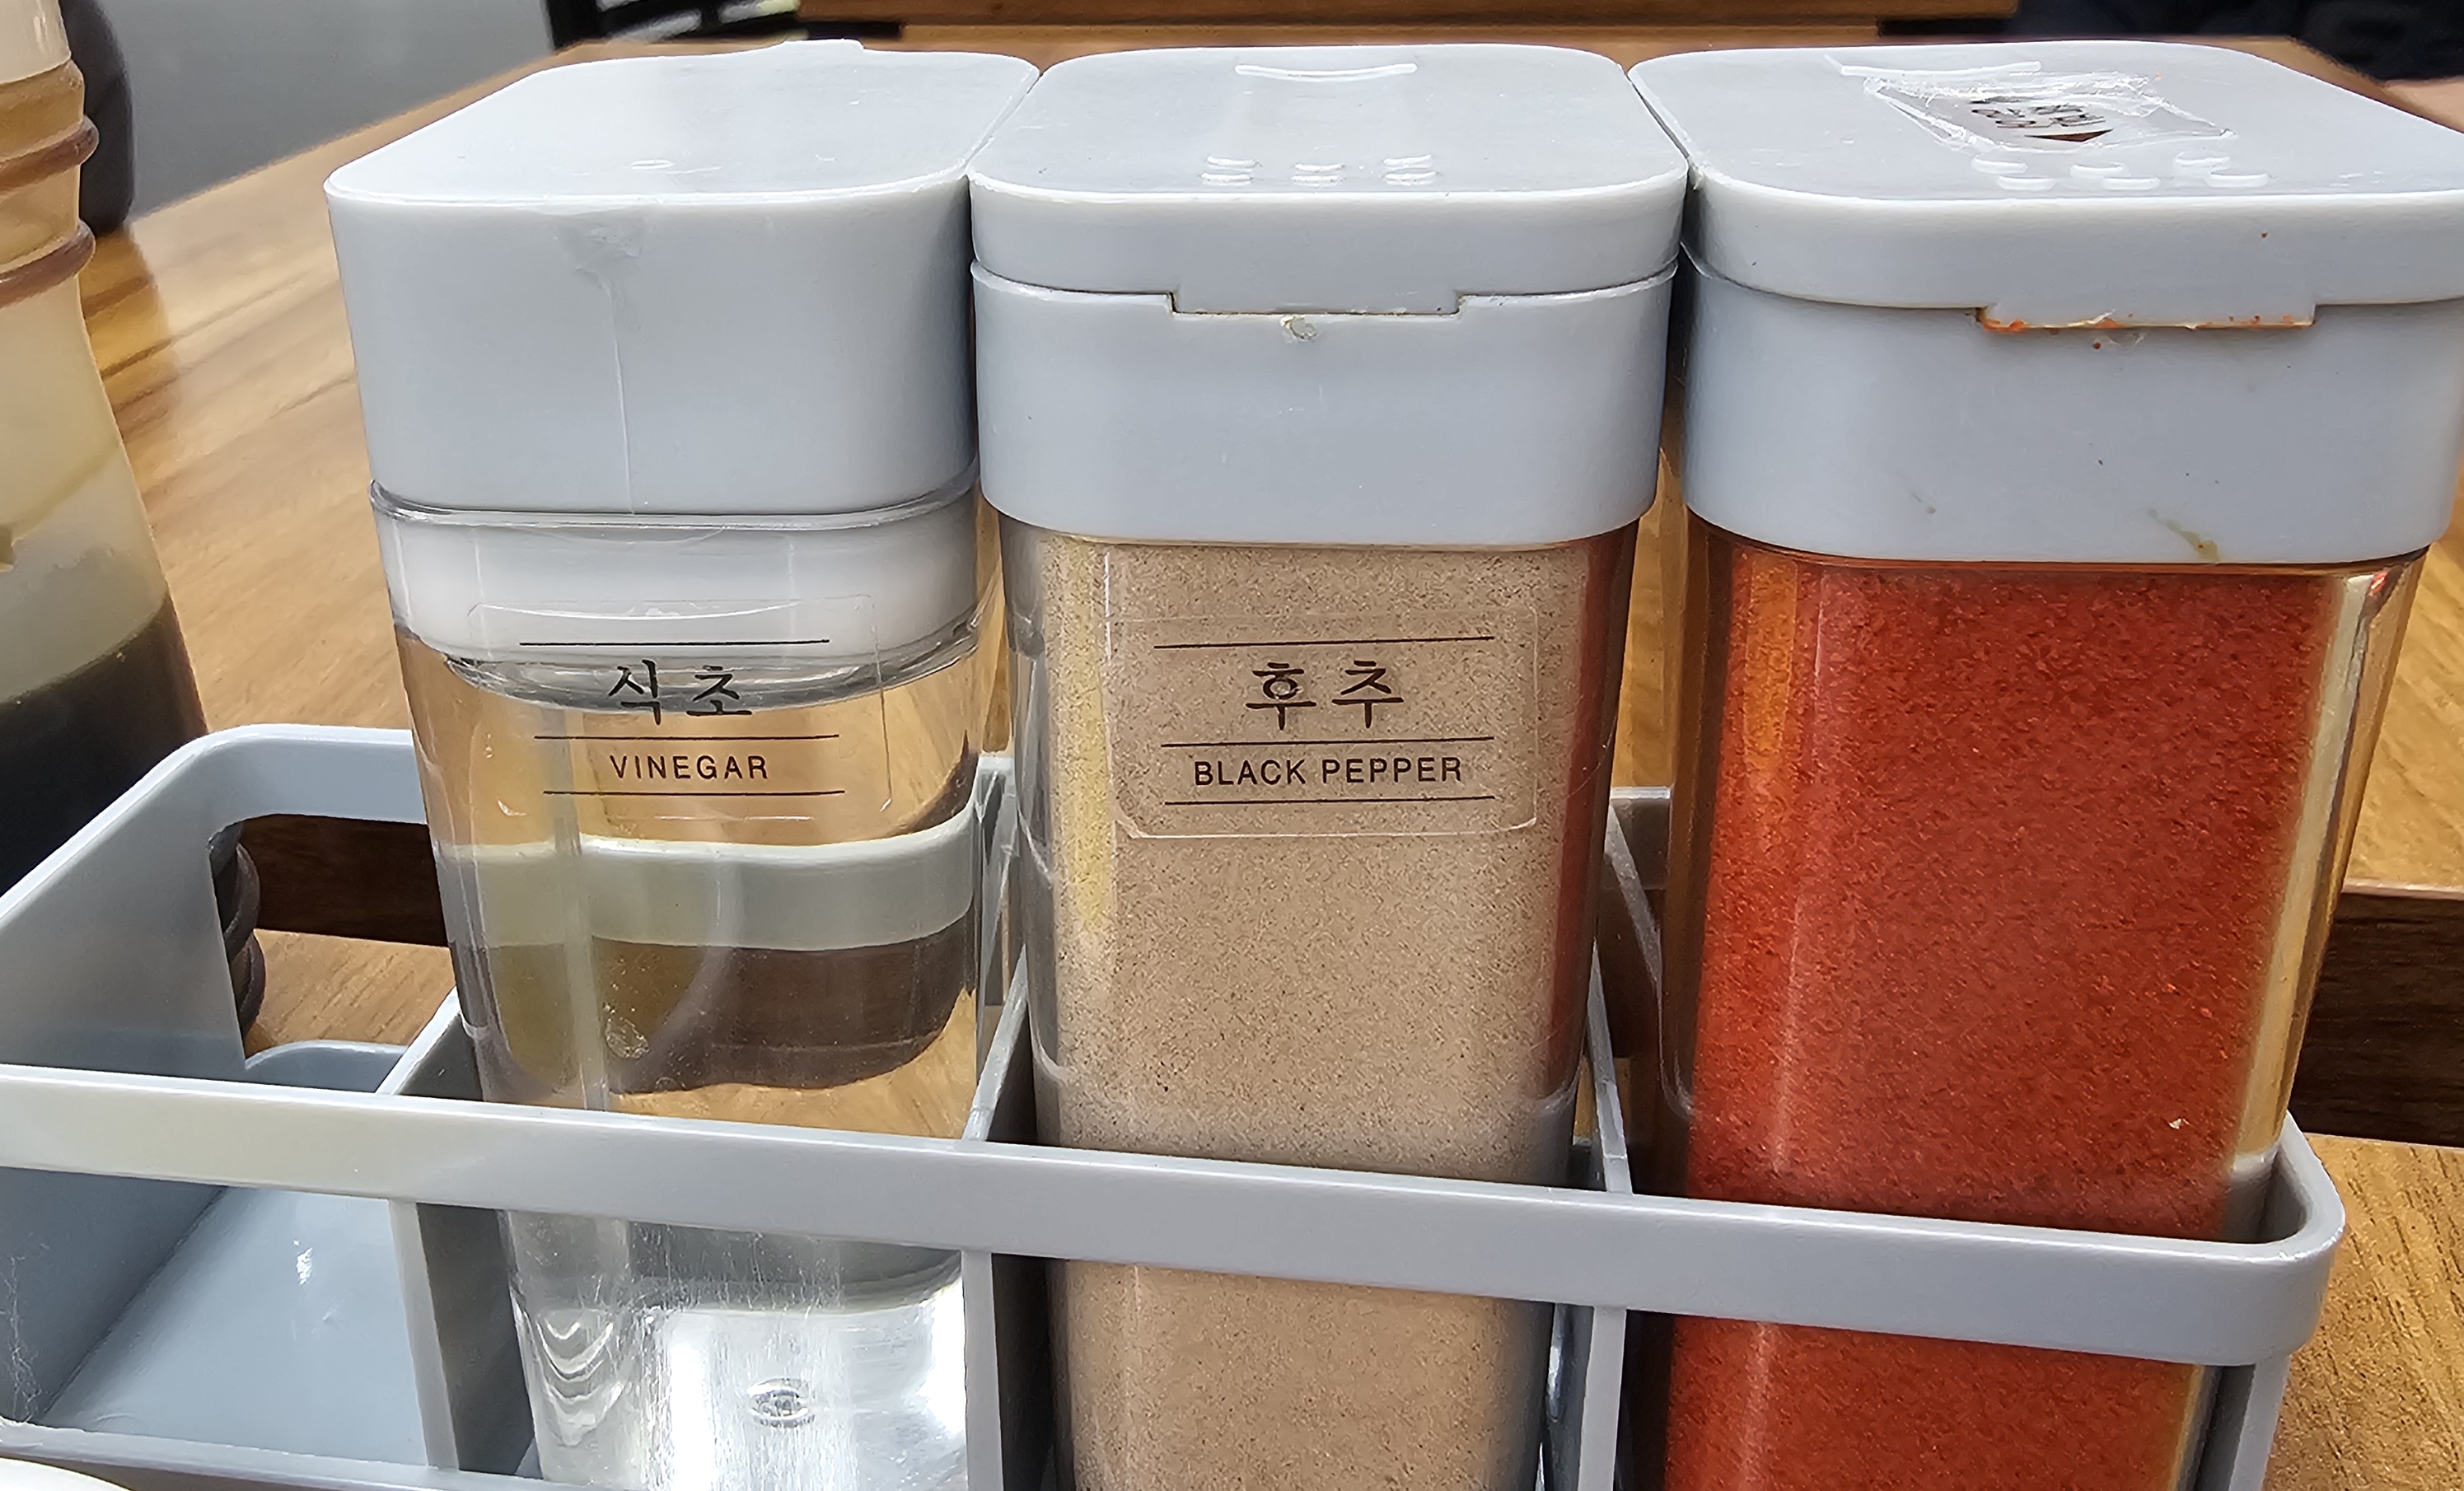 식초
VINEGAR
후추
BLACK PEPPER